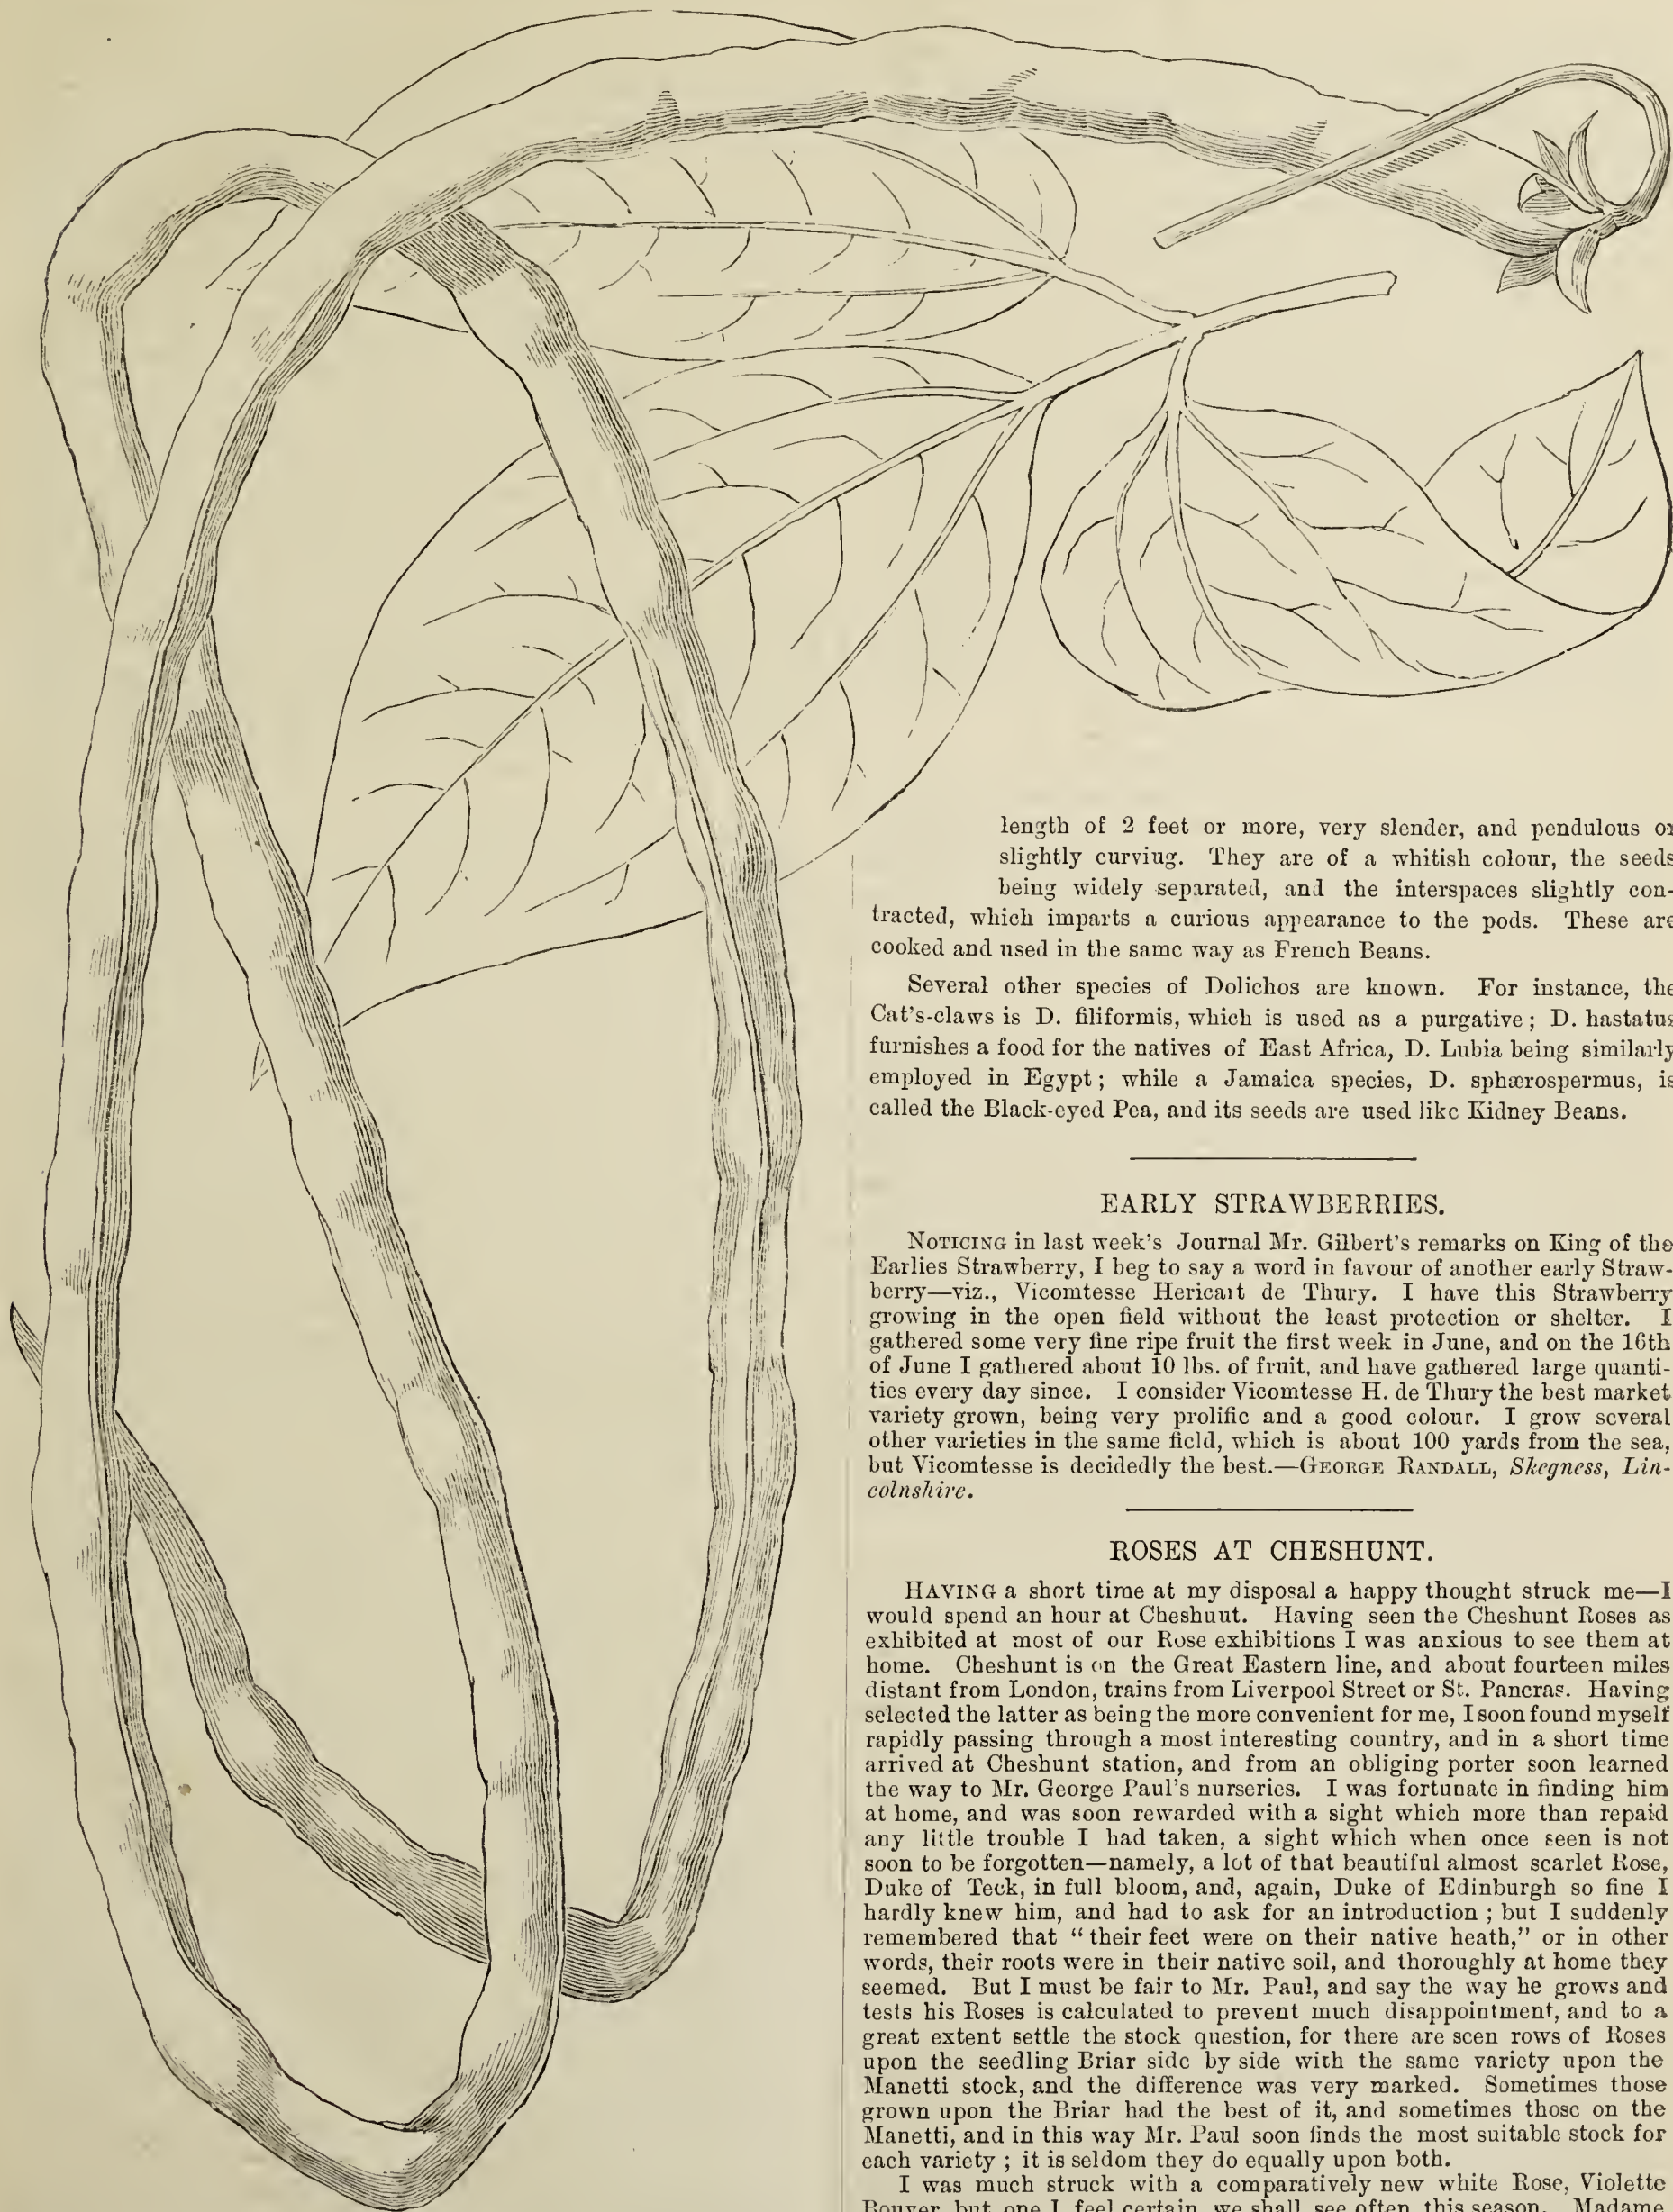 length of 2 feet or more, very slender, and pendulous or
slightly curving. They are of a whitish colour, the seeds
being widely separated, and the interspaces slightly con-
tracted, which imparts a curious appearance to the pods. These are
cooked and used in the same way as French Beans.
Several other species of Dolichos are known. For instance, the
Cat's-claws is D. filiformis, which is used as a purgative; D. hastatus
furnishes a food for the natives of East Africa, D. Lubia being similarly
employed in Egypt; while a Jamaica species, D. sphærospermus, is
called the Black-eyed Pea, and its seeds are used like Kidney Beans.
EARLY STRAWBERRIES.
NOTICING in last week's Journal Mr. Gilbert's remarks on King of the
Earlies Strawberry, I beg to say a word in favour of another early Straw-
berry—viz., Vicomtesse Hericart de Thury. I have this Strawberry
growing in the open field without the least protection or shelter. I
gathered some very fine ripe fruit the first week in June, and on the 16th
of June I gathered about 10 lbs. of fruit, and have gathered large quanti-
ties every day since. I consider Vicomtesse H. de Thury the best market
variety grown, being very prolific and a good colour. I grow several
other varieties in the same field, which is about 100 yards from the sea,
but Vicomtesse is decidedly the best.—GEORGE RANDALL, Skegness, Lin-
colnshire.
ROSES AT CHESHUNT.
HAVING a short time at my disposal a happy thought struck me—I
would spend an hour at Cheshunt. Having seen the Cheshunt Roses as
exhibited at most of our Rose exhibitions I was anxious to see them at
home. Cheshunt is on the Great Eastern line, and about fourteen miles
distant from London, trains from Liverpool Street or St. Pancras. Having
selected the latter as being the more convenient for me, I soon found myself
rapidly passing through a most interesting country, and in a short time
arrived at Cheshunt station, and from an obliging porter soon learned
the way to Mr. George Paul's nurseries. I was fortunate in finding him
at home, and was soon rewarded with a sight which more than repaid
any little trouble I had taken, a sight which when once seen is not
soon to be forgotten—namely, a lot of that beautiful almost scarlet Rose,
Duke of Teck, in full bloom, and, again, Duke of Edinburgh so fine I
hardly knew him, and had to ask for an introduction; but I suddenly
remembered that "their feet were on their native heath," or in other
words, their roots were in their native soil, and thoroughly at home they
seemed. But I must be fair to Mr. Paul, and say the way he grows and
tests his Roses is calculated to prevent much disappointment, and to a
great extent settle the stock question, for there are seen rows of Roses
upon the seedling Briar side by side with the same variety upon the
Manetti stock, and the difference was very marked. Sometimes those
grown upon the Briar had the best of it, and sometimes those on the
Manetti, and in this way Mr. Paul soon finds the most suitable stock for
each variety; it is seldom they do equally upon both.
I was much struck with a comparatively new white Rose, Violette
Bouyer, but one I feel certain we shall see often this season. Madame